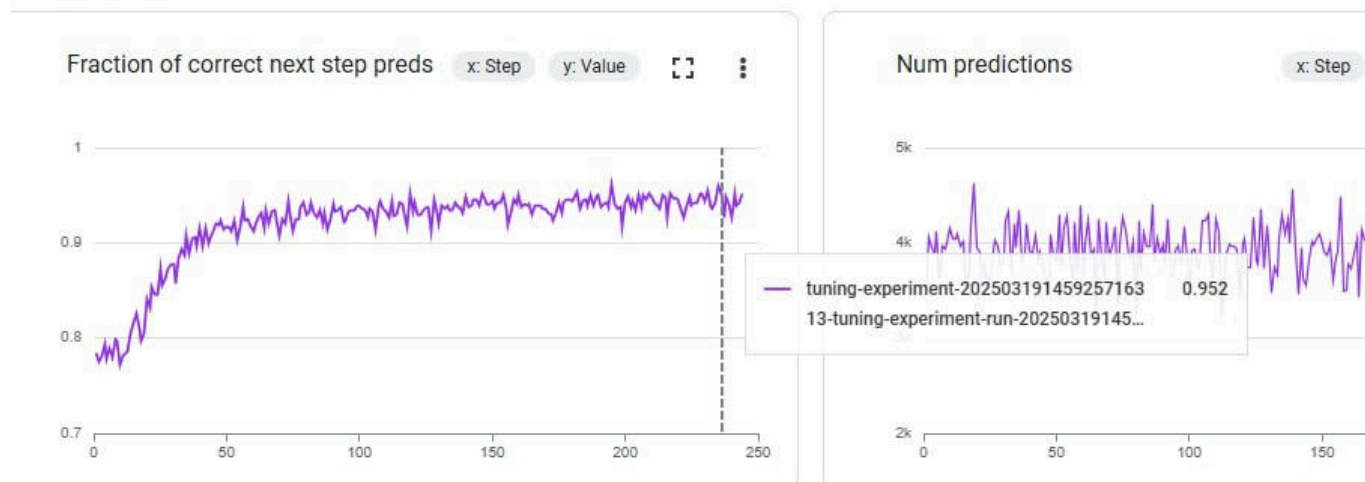 Fraction of correct next step preds x: Step y: Value
Num predictions x: Step
1
0.9
0.8
0.7
0 50 100 150 200 250
5k
4k
2k
0 50 100 150
tuning-experiment-202503191459257163 0.952
13-tuning-experiment-run-20250319145...